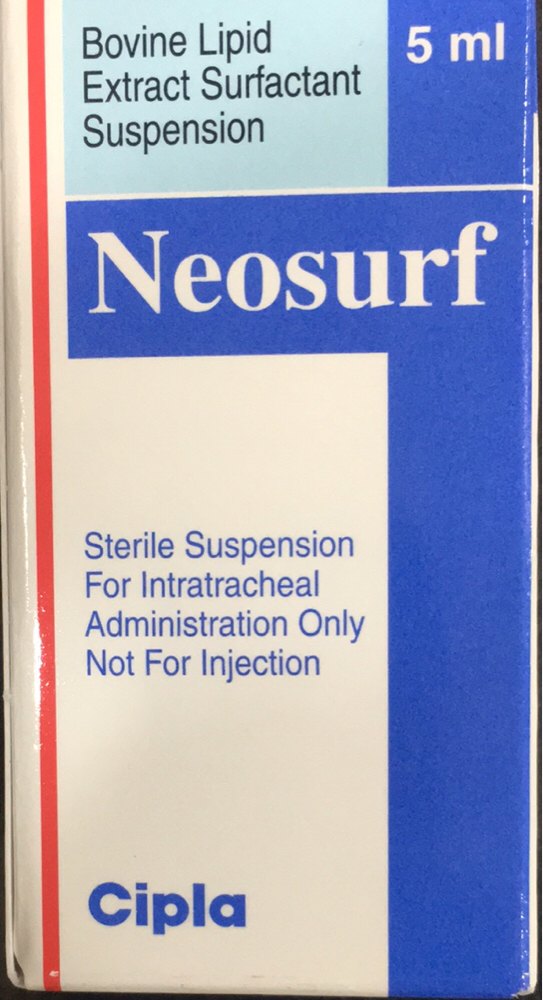 Bovine Lipid
Extract Surfactant
Suspension
5 ml
Neosurf
Sterile Suspension
For Intratracheal
Administration Only
Not For Injection
Cipla